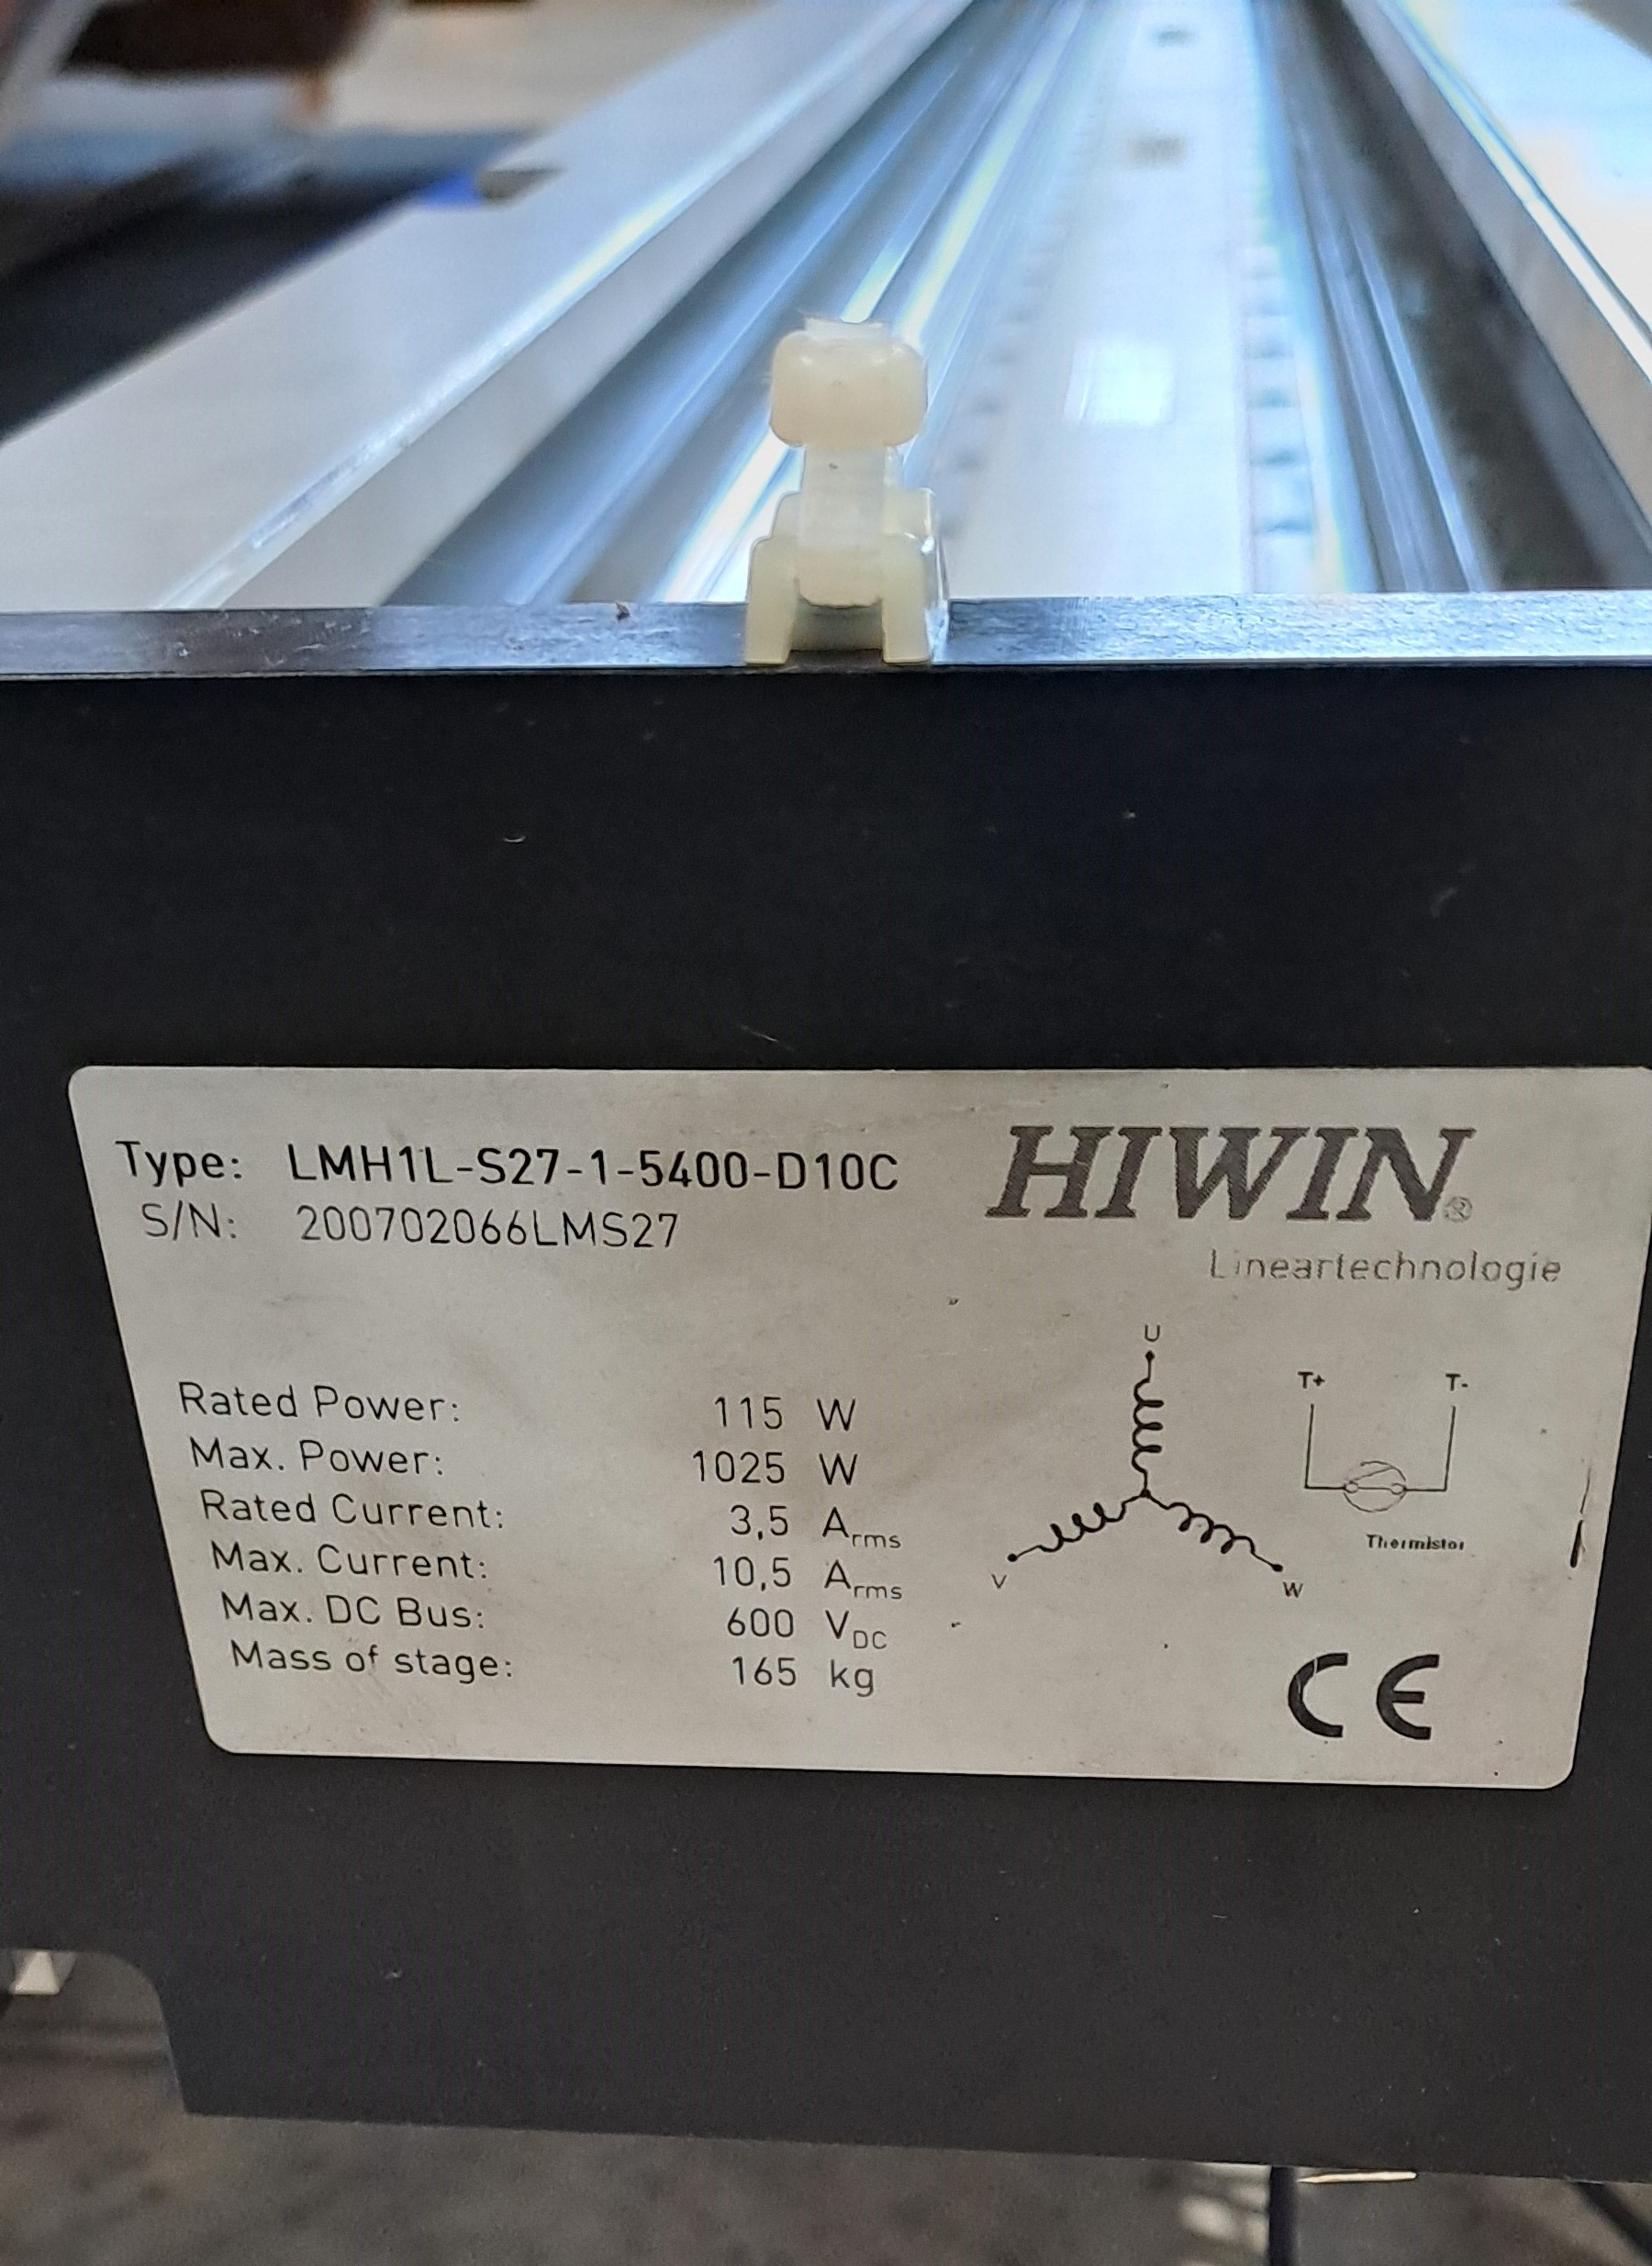 Type: LMH1L-S27-1-5400-D10C
S/N: 200702066LMS27
HIWIN®
Lineartechnologie
Rated Power: 115 W
Max. Power: 1025 W
Rated Current: 3,5 Arms
Max. Current: 10,5 Arms
Max. DC Bus: 600 VDC
Mass of stage: 165 kg
U
V
W
T+ T-
Thermistor
CE